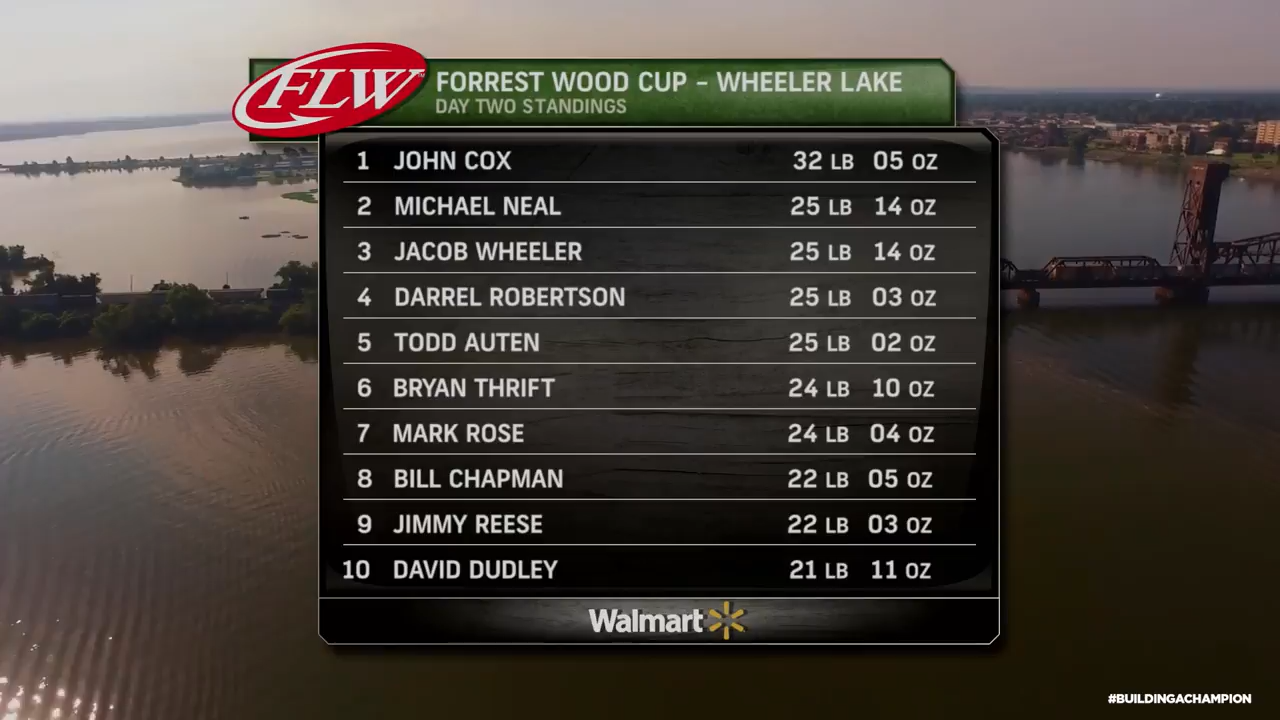 FLW
FORREST WOOD CUP - WHEELER LAKE
DAY TWO STANDINGS
1 JOHN COX 32 LB 05 OZ
2 MICHAEL NEAL 25 LB 14 OZ
3 JACOB WHEELER 25 LB 14 OZ
4 DARREL ROBERTSON 25 LB 03 OZ
5 TODD AUTEN 25 LB 02 OZ
6 BRYAN THRIFT 24 LB 10 OZ
7 MARK ROSE 24 LB 04 OZ
8 BILL CHAPMAN 22 LB 05 OZ
9 JIMMY REESE 22 LB 03 OZ
10 DAVID DUDLEY 21 LB 11 OZ
Walmart
#BUILDINGACHAMPION